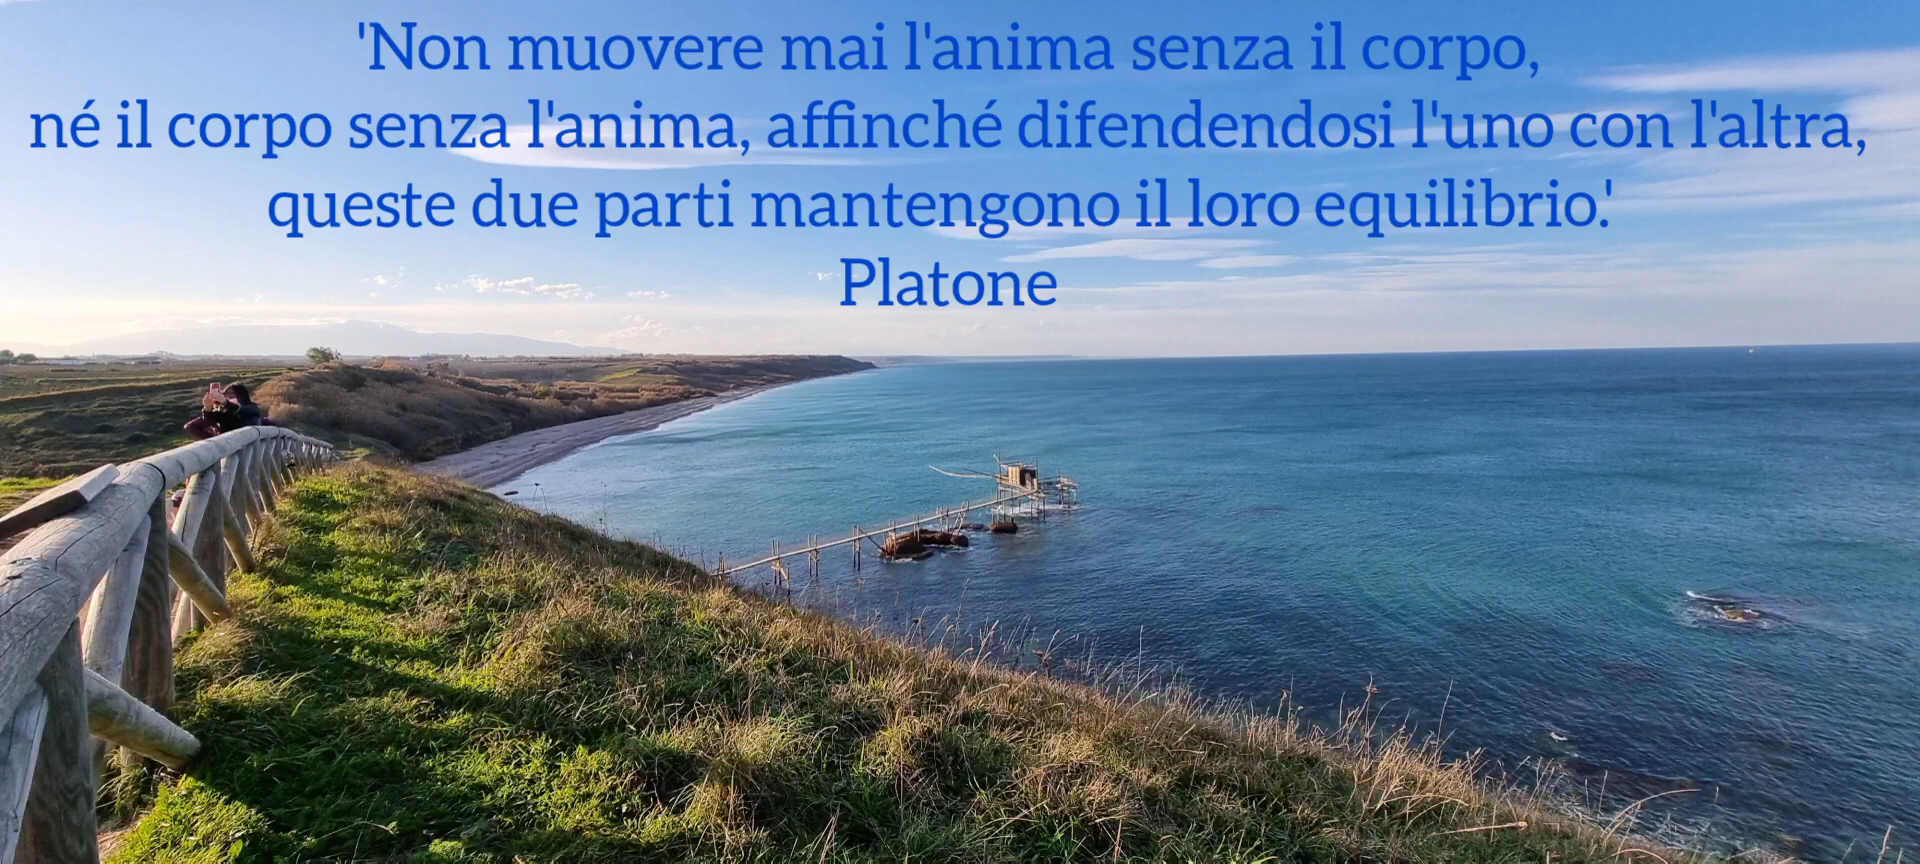 'Non muovere mai l'anima senza il corpo,
né il corpo senza l'anima, affinché difendendosi l'uno con l'altra,
queste due parti mantengono il loro equilibrio.'
Platone